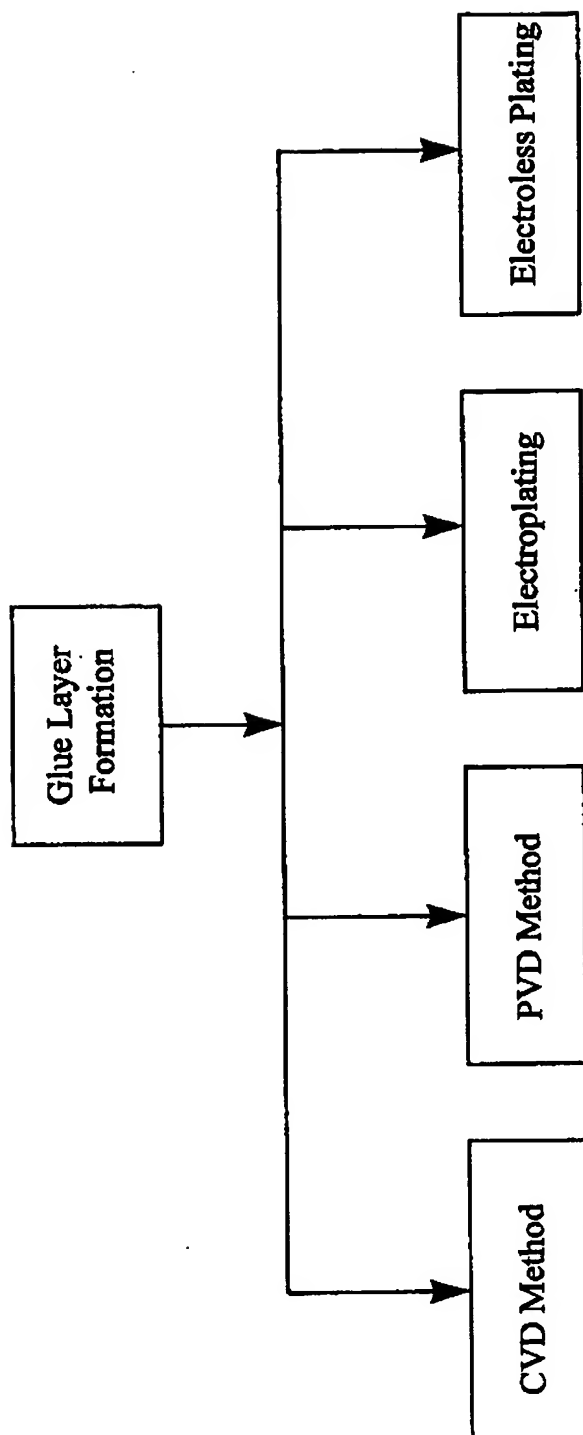 Glue Layer
Formation
CVD Method
PVD Method
Electroplating
Electroless Plating